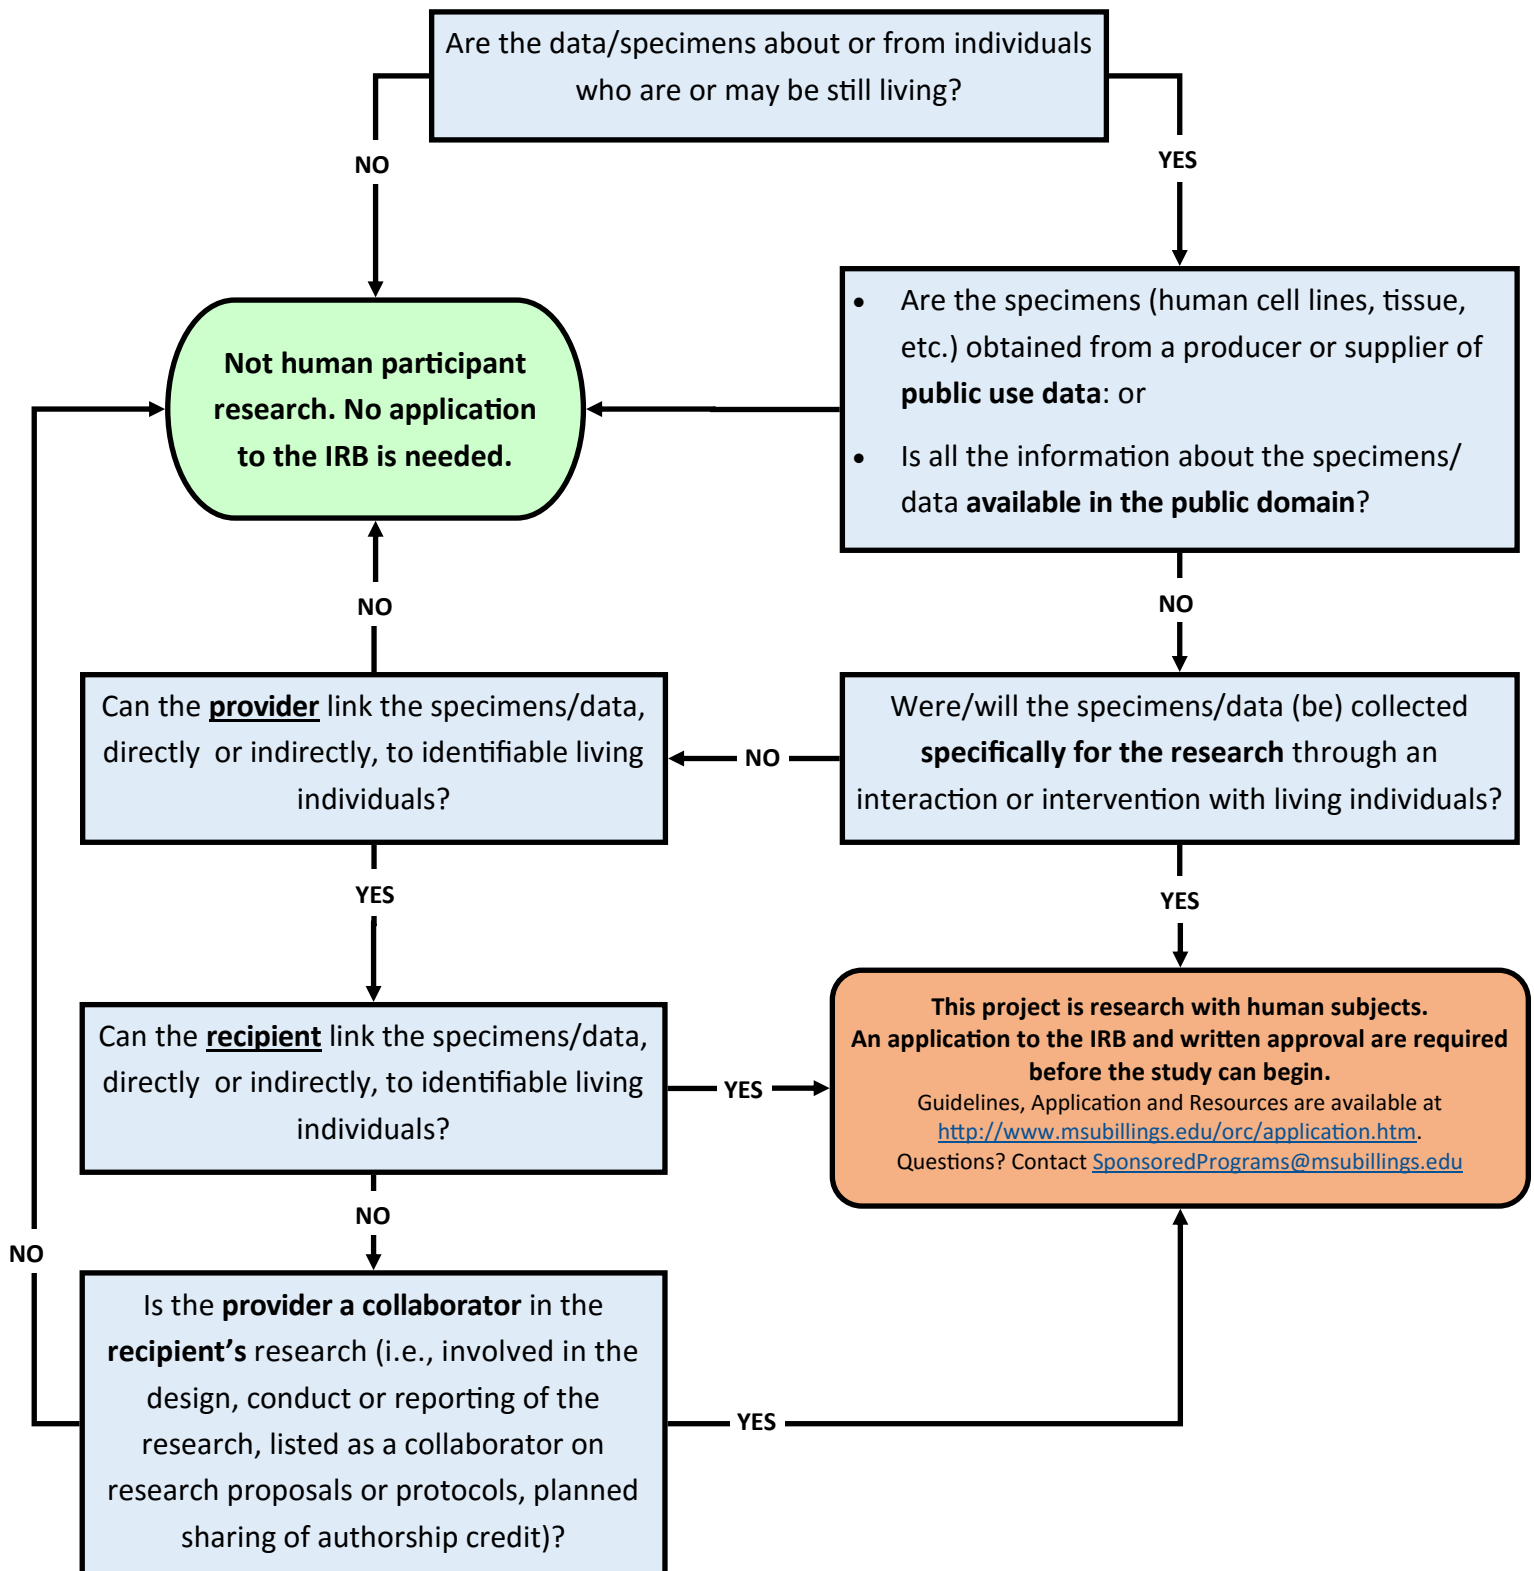 Are the data/specimens about or from individuals
who are or may be still living?
NO
YES
Not human participant
research. No application
to the IRB is needed.
• Are the specimens (human cell lines, tissue,
etc.) obtained from a producer or supplier of
public use data: or
• Is all the information about the specimens/
data available in the public domain?
NO
NO
Can the provider link the specimens/data,
directly or indirectly, to identifiable living
individuals?
NO
Were/will the specimens/data (be) collected
specifically for the research through an
interaction or intervention with living individuals?
YES
YES
Can the recipient link the specimens/data,
directly or indirectly, to identifiable living
individuals?
YES
This project is research with human subjects.
An application to the IRB and written approval are required
before the study can begin.
Guidelines, Application and Resources are available at
http://www.msubillings.edu/orc/application.htm.
Questions? Contact SponsoredPrograms@msubillings.edu
NO
NO
Is the provider a collaborator in the
recipient's research (i.e., involved in the
design, conduct or reporting of the
research, listed as a collaborator on
research proposals or protocols, planned
sharing of authorship credit)?
YES